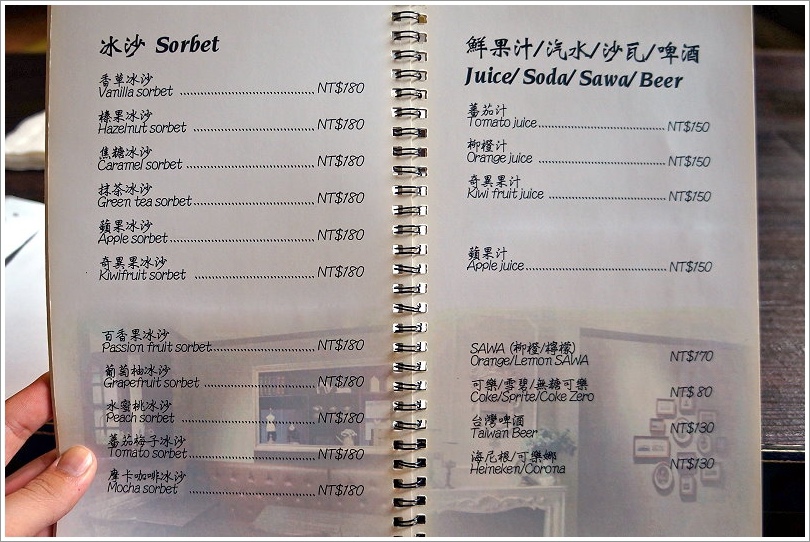 冰沙 Sorbet
香草冰沙
Vanilla sorbet ................................ NT$180
榛果冰沙
Hazelnut sorbet ................................ NT$180
焦糖冰沙
Caramel sorbet ................................ NT$180
抹茶冰沙
Green tea sorbet ................................ NT$180
蘋果冰沙
Apple sorbet ................................ NT$180
奇異果冰沙
Kiwifruit sorbet ................................ NT$180
百香果冰沙
Passion fruit sorbet ................................ NT$180
葡萄柚冰沙
Grapefruit sorbet ................................ NT$180
水蜜桃冰沙
Peach sorbet ................................ NT$180
蕃茄梅子冰沙
Tomato sorbet ................................ NT$180
摩卡咖啡冰沙
Mocha sorbet ................................ NT$180
鮮果汁/汽水/沙瓦/啤酒
Juice/ Soda/ Sawa/ Beer
蕃茄汁
Tomato juice ................................ NT$150
柳橙汁
Orange juice ................................ NT$150
奇異果汁
Kiwi fruit juice ................................ NT$150
蘋果汁
Apple juice ................................ NT$150
SAWA (柳橙/檸檬)
Orange/Lemon SAWA NT$170
可樂/雪碧/無糖可樂
Coke/Sprite/Coke Zero NT$ 80
台灣啤酒
Taiwan Beer NT$130
海尼根/可樂娜
Heineken/Corona NT$130